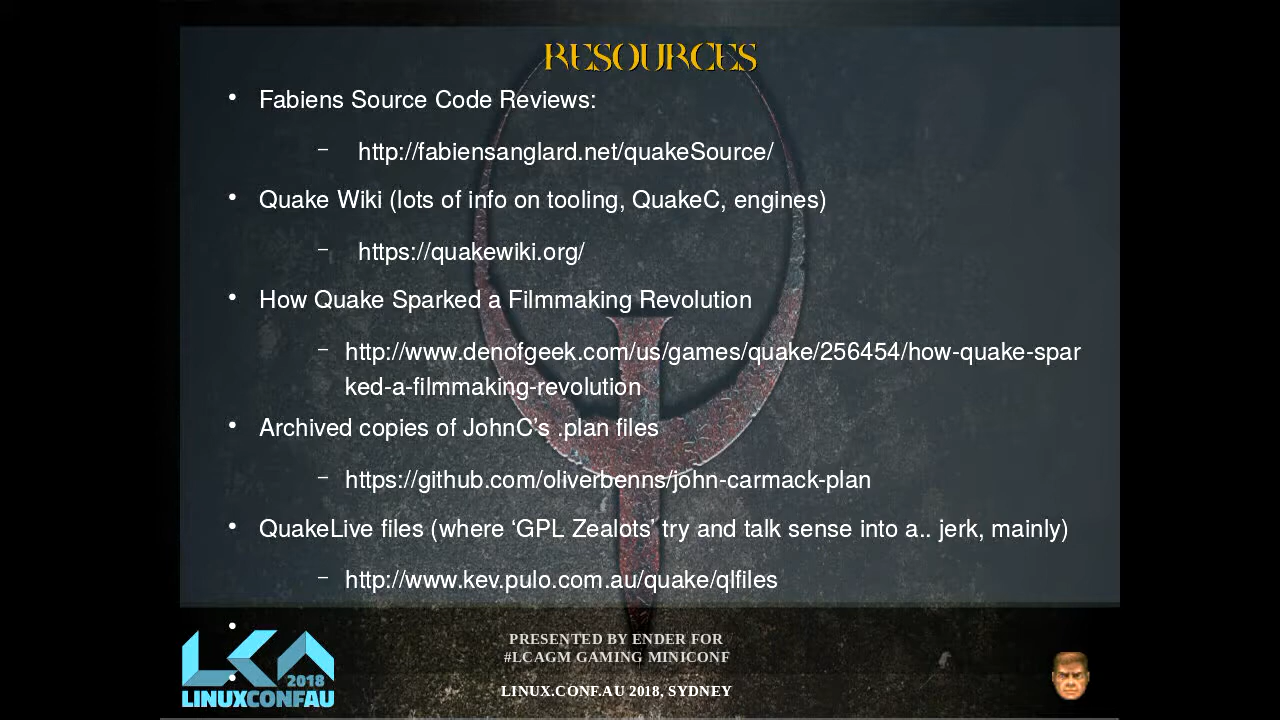 RESOURCES
• Fabiens Source Code Reviews:
– http://fabiensanglard.net/quakeSource/
• Quake Wiki (lots of info on tooling, QuakeC, engines)
– https://quakewiki.org/
• How Quake Sparked a Filmmaking Revolution
– http://www.denofgeek.com/us/games/quake/256454/how-quake-spar
ked-a-filmmaking-revolution
• Archived copies of JohnC’s .plan files
– https://github.com/oliverbenns/john-carmack-plan
• QuakeLive files (where ‘GPL Zealots’ try and talk sense into a.. jerk, mainly)
– http://www.kev.pulo.com.au/quake/qlfiles
•
LCA
2018
LINUXCONFAU
PRESENTED BY ENDER FOR
#LCAGM GAMING MINICONF
LINUX.CONF.AU 2018, SYDNEY